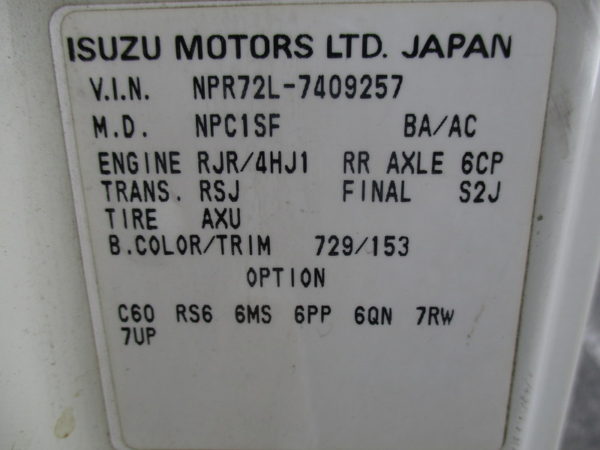 ISUZU MOTORS LTD. JAPAN
V.I.N. NPR72L-7409257
M.D. NPC1SF BA/AC
ENGINE RJR/4HJ1 RR AXLE 6CP
TRANS. RSJ FINAL S2J
TIRE AXU
B.COLOR/TRIM 729/153
OPTION
C60 RS6 6MS 6PP 6QN 7RW
7UP